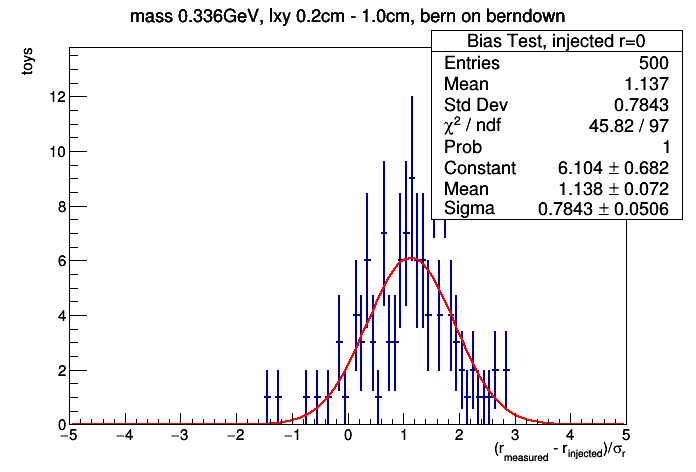 mass 0.336GeV, lxy 0.2cm - 1.0cm, bern on berndown
toys
Bias Test, injected r=0
Entries 500
Mean 1.137
Std Dev 0.7843
χ² / ndf 45.82 / 97
Prob 1
Constant 6.104 ± 0.682
Mean 1.138 ± 0.072
Sigma 0.7843 ± 0.0506
12
10
8
6
4
2
0
−5 −4 −3 −2 −1 0 1 2 3 4 5
(r_measured - r_injected)/σ_r